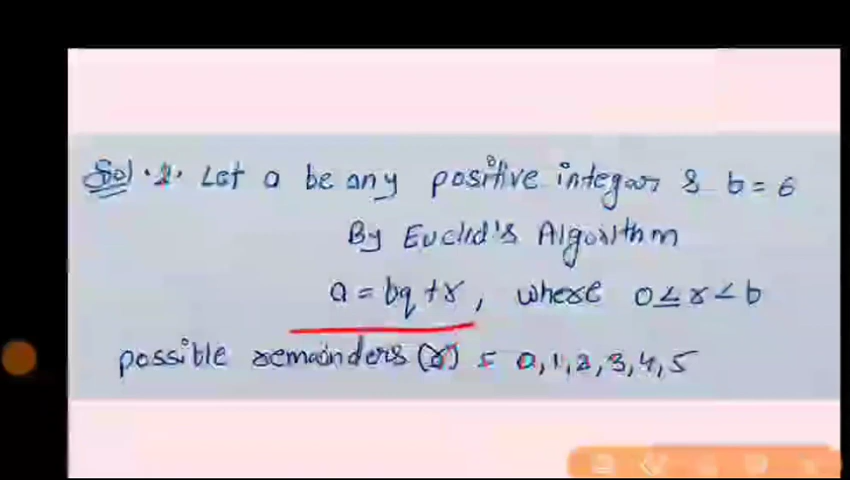 Sol.1. Let a be any positive integer & b = 6
By Euclid's Algorithm
a = bq + r, where 0 ≤ r < b
possible remainders (r) = 0,1,2,3,4,5